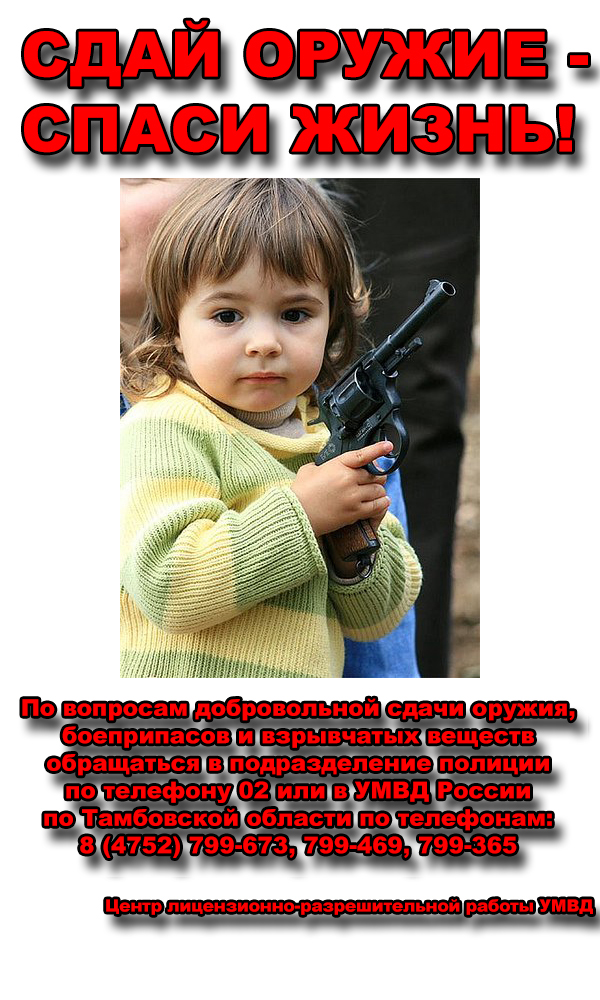 СДАЙ ОРУЖИЕ -
СПАСИ ЖИЗНЬ!
По вопросам добровольной сдачи оружия,
боеприпасов и взрывчатых веществ
обращаться в подразделение полиции
по телефону 02 или в УМВД России
по Тамбовской области по телефонам:
8 (4752) 799-673, 799-469, 799-365
Центр лицензионно-разрешительной работы УМВД